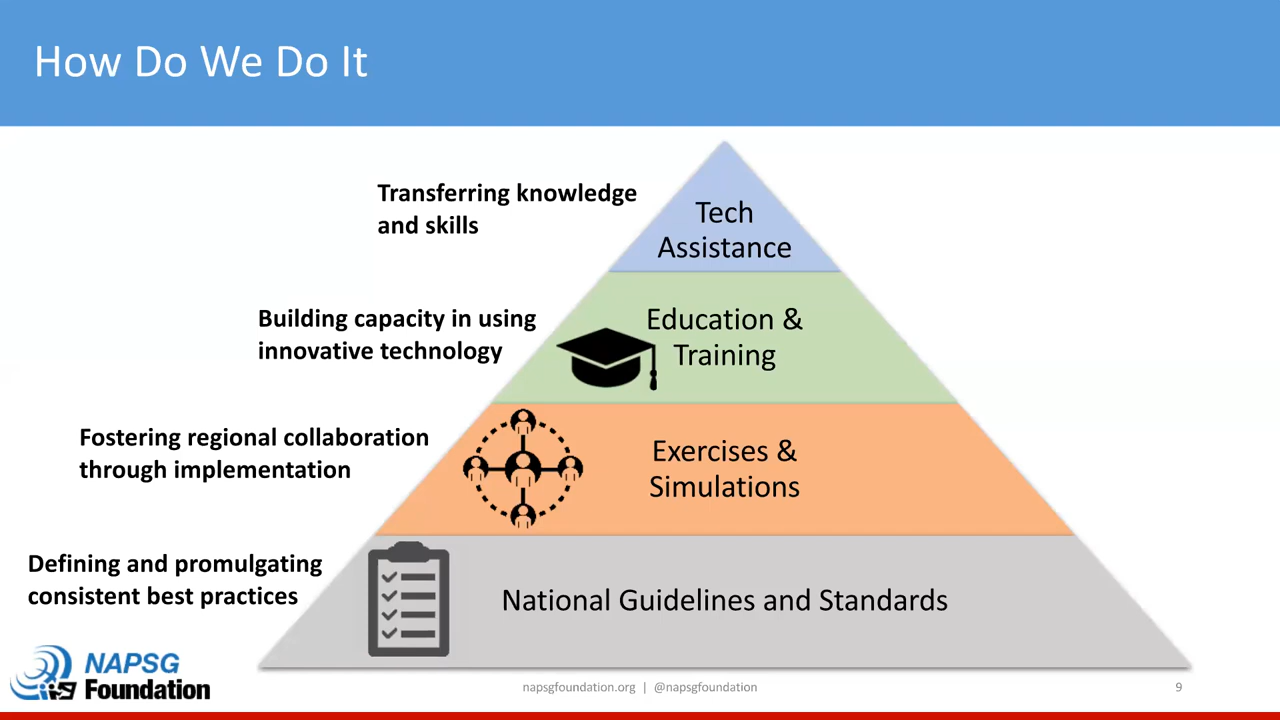 How Do We Do It
Transferring knowledge
and skills
Tech
Assistance
Building capacity in using
innovative technology
Education &
Training
Fostering regional collaboration
through implementation
Exercises &
Simulations
Defining and promulgating
consistent best practices
National Guidelines and Standards
NAPSG
Foundation
napsgfoundation.org | @napsgfoundation
9